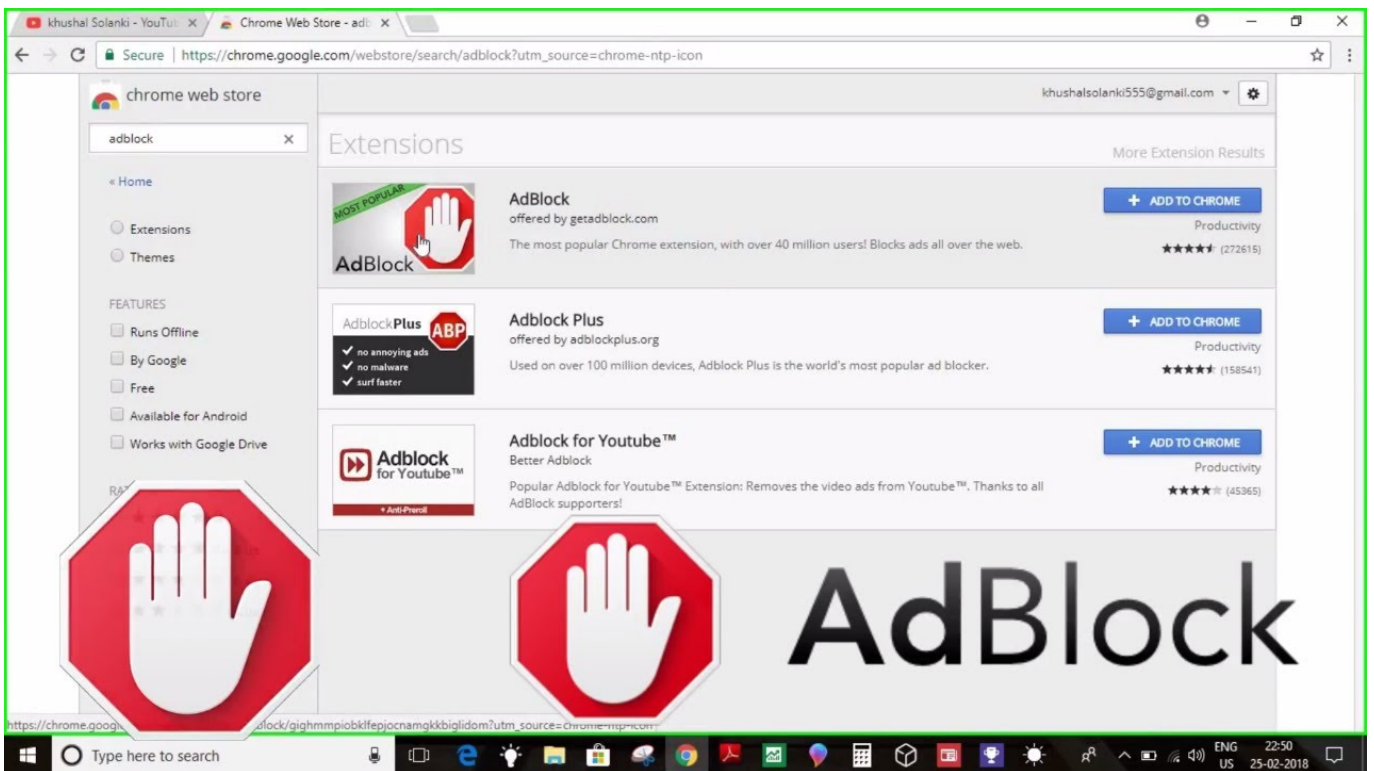 khushal Solanki - YouTu
Chrome Web Store - adb
Secure | https://chrome.google.com/webstore/search/adblock?utm_source=chrome-ntp-icon
chrome web store
khushalsolanki555@gmail.com
adblock
Extensions
More Extension Results
« Home
Extensions
Themes
FEATURES
Runs Offline
By Google
Free
Available for Android
Works with Google Drive
MOST POPULAR
AdBlock
AdBlock
offered by getadblock.com
The most popular Chrome extension, with over 40 million users! Blocks ads all over the web.
+ ADD TO CHROME
Productivity
(272615)
Adblock Plus
ABP
no annoying ads
no malware
surf faster
Adblock Plus
offered by adblockplus.org
Used on over 100 million devices, Adblock Plus is the world's most popular ad blocker.
+ ADD TO CHROME
Productivity
(158541)
Adblock
for Youtube™
+ Anti-Preroll
Adblock for Youtube™
Better Adblock
Popular Adblock for Youtube™ Extension: Removes the video ads from Youtube™. Thanks to all
AdBlock supporters!
+ ADD TO CHROME
Productivity
(45365)
AdBlock
Type here to search
ENG
US
22:50
25-02-2018